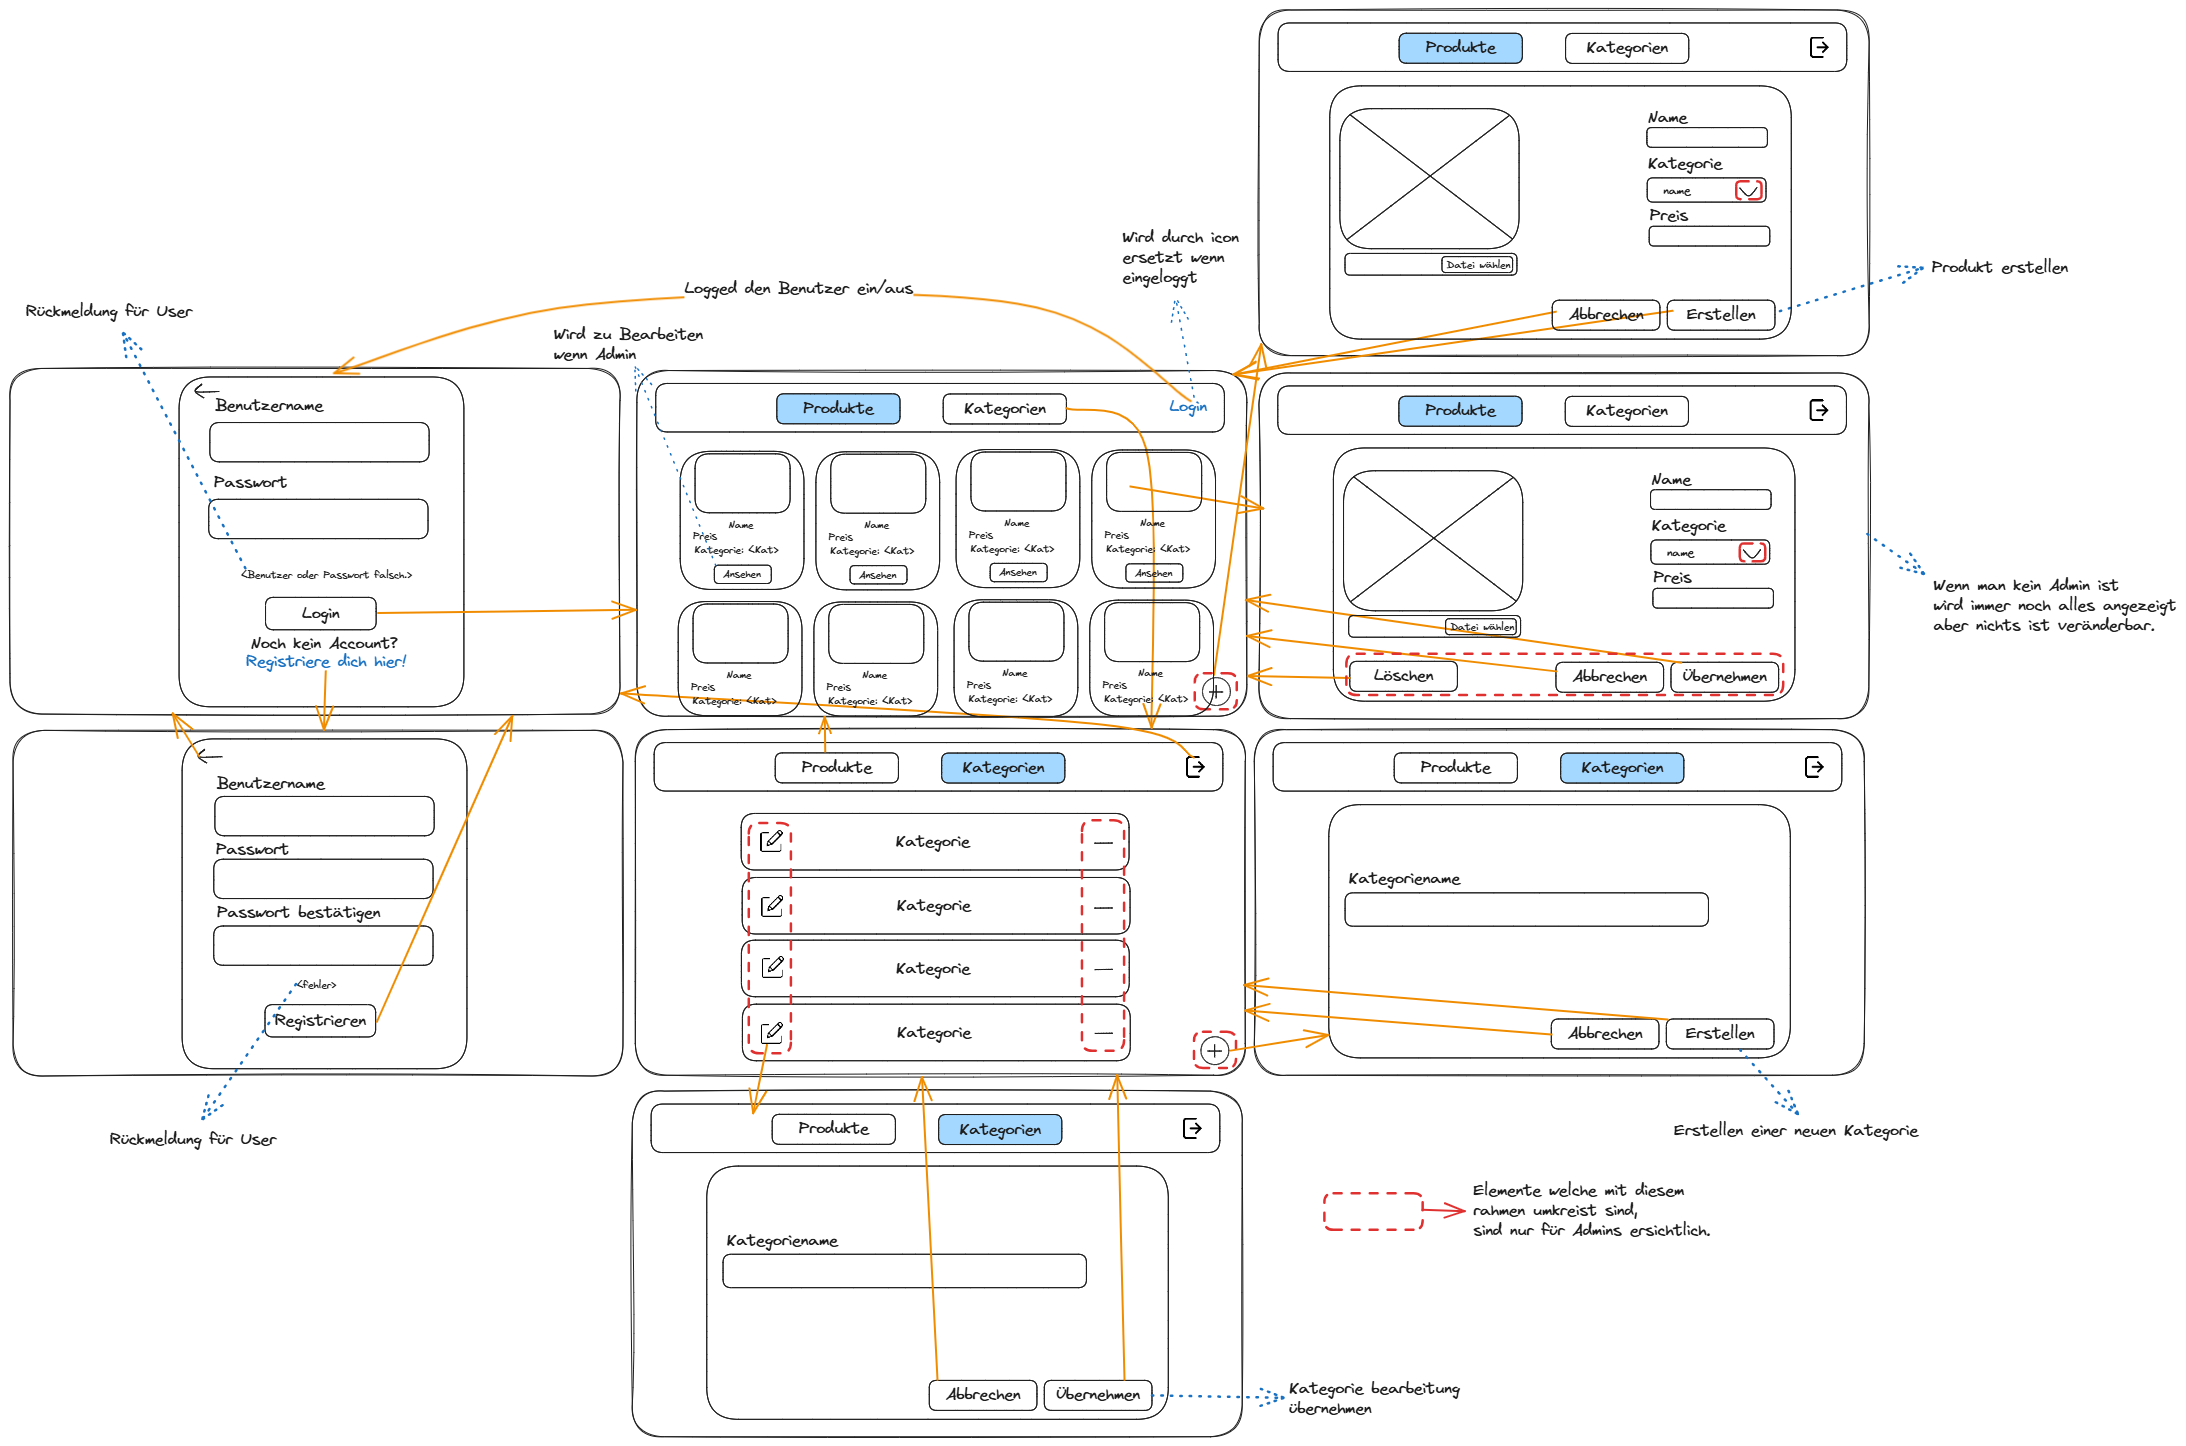 Produkte
Kategorien
Name
Kategorie
name
Preis
Datei wählen
Abbrechen
Erstellen
Produkt erstellen
Wird durch icon
ersetzt wenn
eingeloggt
Logged den Benutzer ein/aus
Rückmeldung für User
Wird zu Bearbeiten
wenn Admin
Benutzername
Passwort
<Benutzer oder Passwort falsch.>
Login
Noch kein Account?
Registriere dich hier!
Produkte
Kategorien
Login
Name
Preis
Kategorie: <Kat>
Ansehen
Name
Preis
Kategorie: <Kat>
Ansehen
Name
Preis
Kategorie: <Kat>
Ansehen
Name
Preis
Kategorie: <Kat>
Ansehen
Name
Preis
Kategorie: <Kat>
Name
Preis
Kategorie: <Kat>
Name
Preis
Kategorie: <Kat>
Name
Preis
Kategorie: <Kat>
Produkte
Kategorien
Name
Kategorie
name
Preis
Datei wählen
Löschen
Abbrechen
Übernehmen
Wenn man kein Admin ist
wird immer noch alles angezeigt
aber nichts ist veränderbar.
Benutzername
Passwort
Passwort bestätigen
<fehler>
Registrieren
Rückmeldung für User
Produkte
Kategorien
Kategorie
Kategorie
Kategorie
Kategorie
Produkte
Kategorien
Kategoriename
Abbrechen
Erstellen
Erstellen einer neuen Kategorie
Produkte
Kategorien
Kategoriename
Abbrechen
Übernehmen
Kategorie bearbeitung
übernehmen
Elemente welche mit diesem
rahmen umkreist sind,
sind nur für Admins ersichtlich.